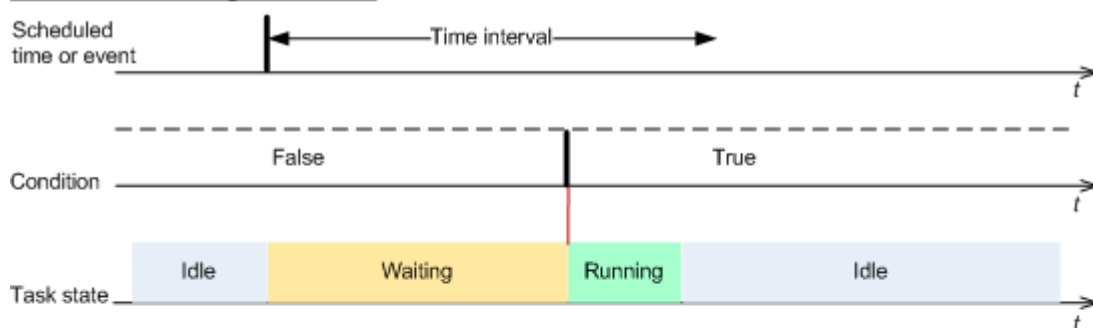 Scheduled
time or event
Time interval
t
False
True
Condition
t
Idle
Waiting
Running
Idle
Task state
t